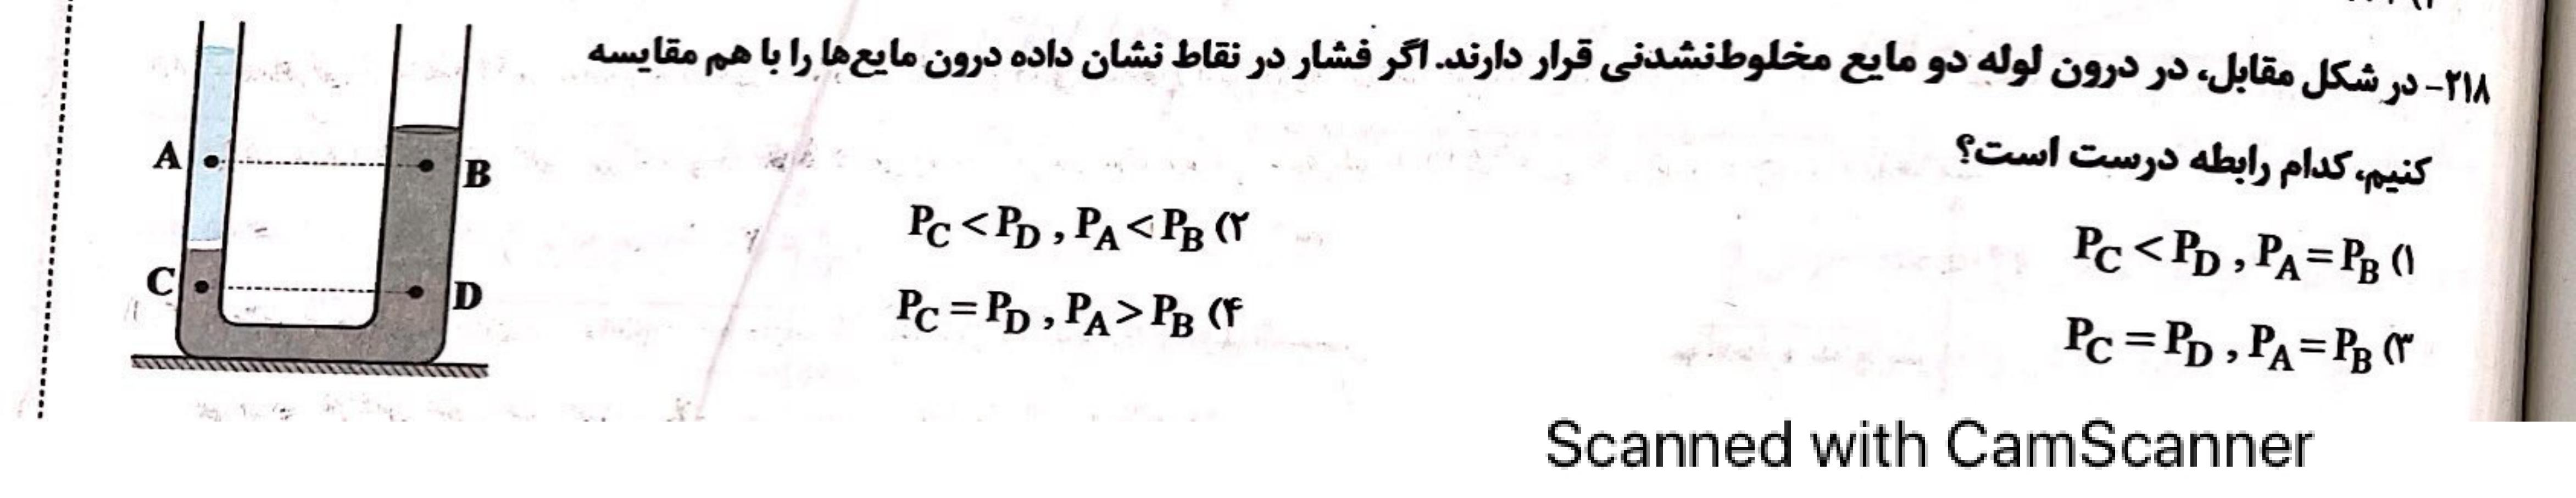 ۲۱۸- در شکل مقابل، در درون لوله دو مایع مخلوط‌نشدنی قرار دارند. اگر فشار در نقاط نشان داده درون مایع‌ها را با هم مقایسه
کنیم، کدام رابطه درست است؟
۱) P_C < P_D , P_A = P_B
۲) P_C < P_D , P_A < P_B
۳) P_C = P_D , P_A = P_B
۴) P_C = P_D , P_A > P_B
A
B
C
D
Scanned with CamScanner